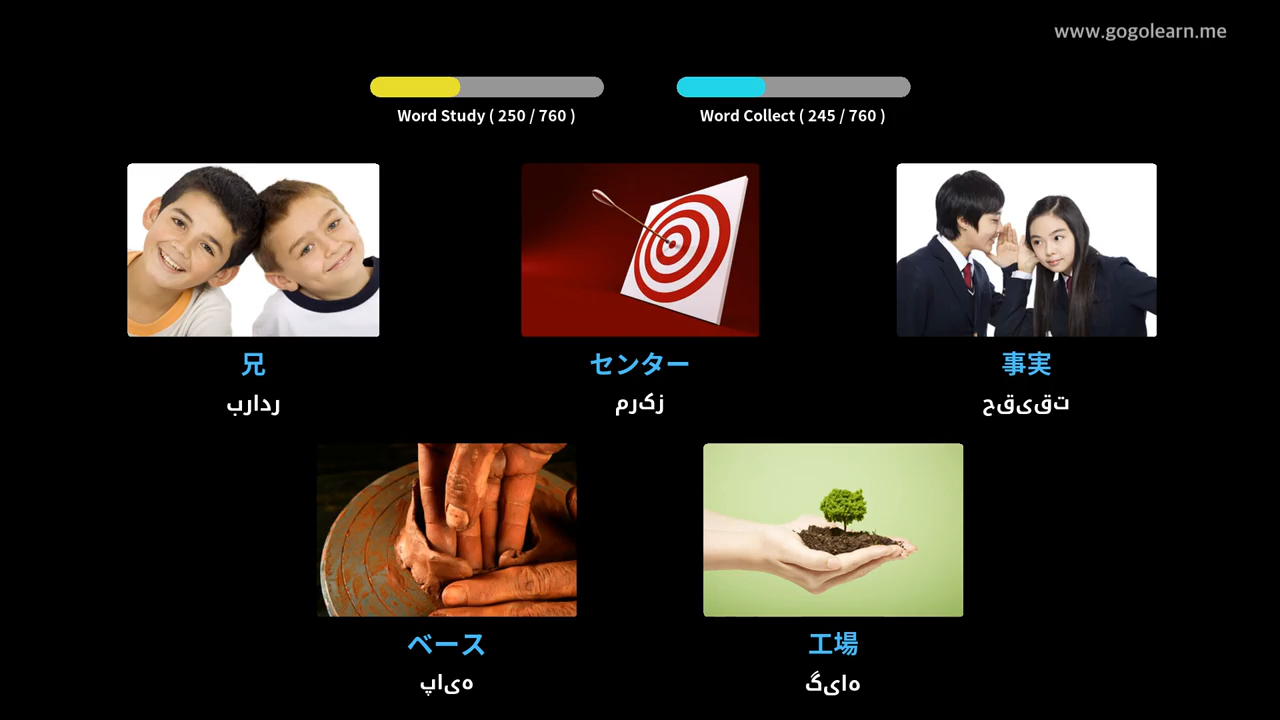 www.gogolearn.me
Word Study ( 250 / 760 )
Word Collect ( 245 / 760 )
兄
センター
事実
ردارب
زکرم
تقیقح
ベース
工場
هیاپ
هایگ